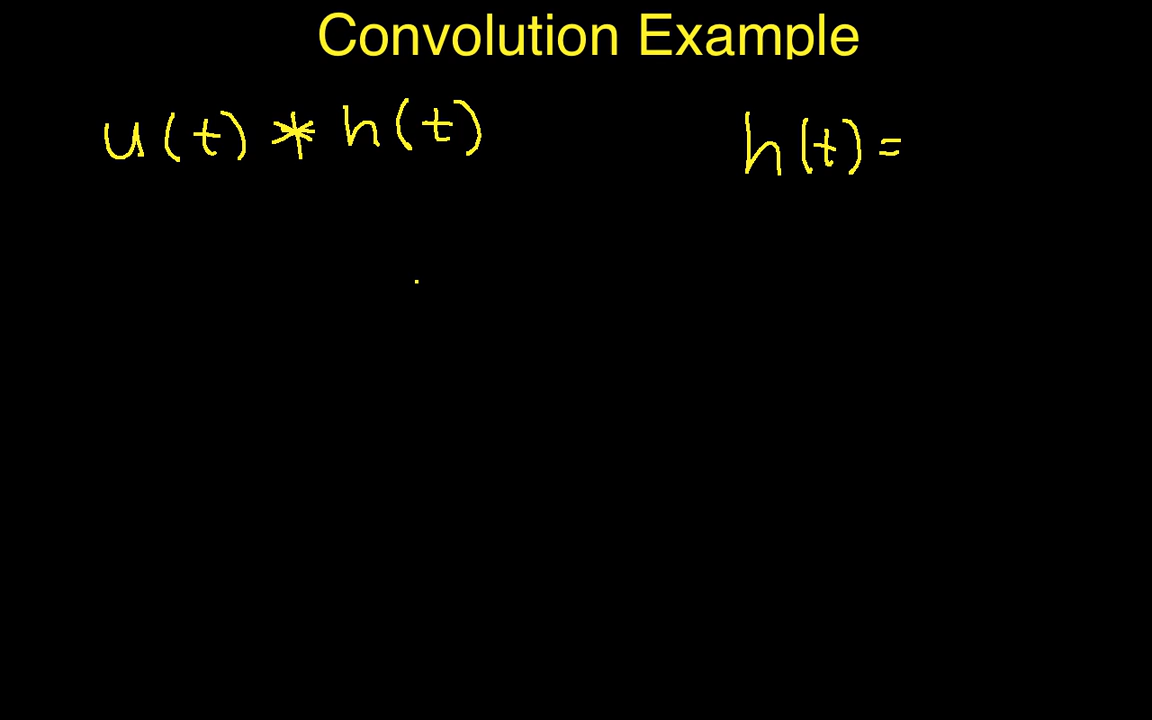 Convolution Example
u(t) * h(t)
h(t) =